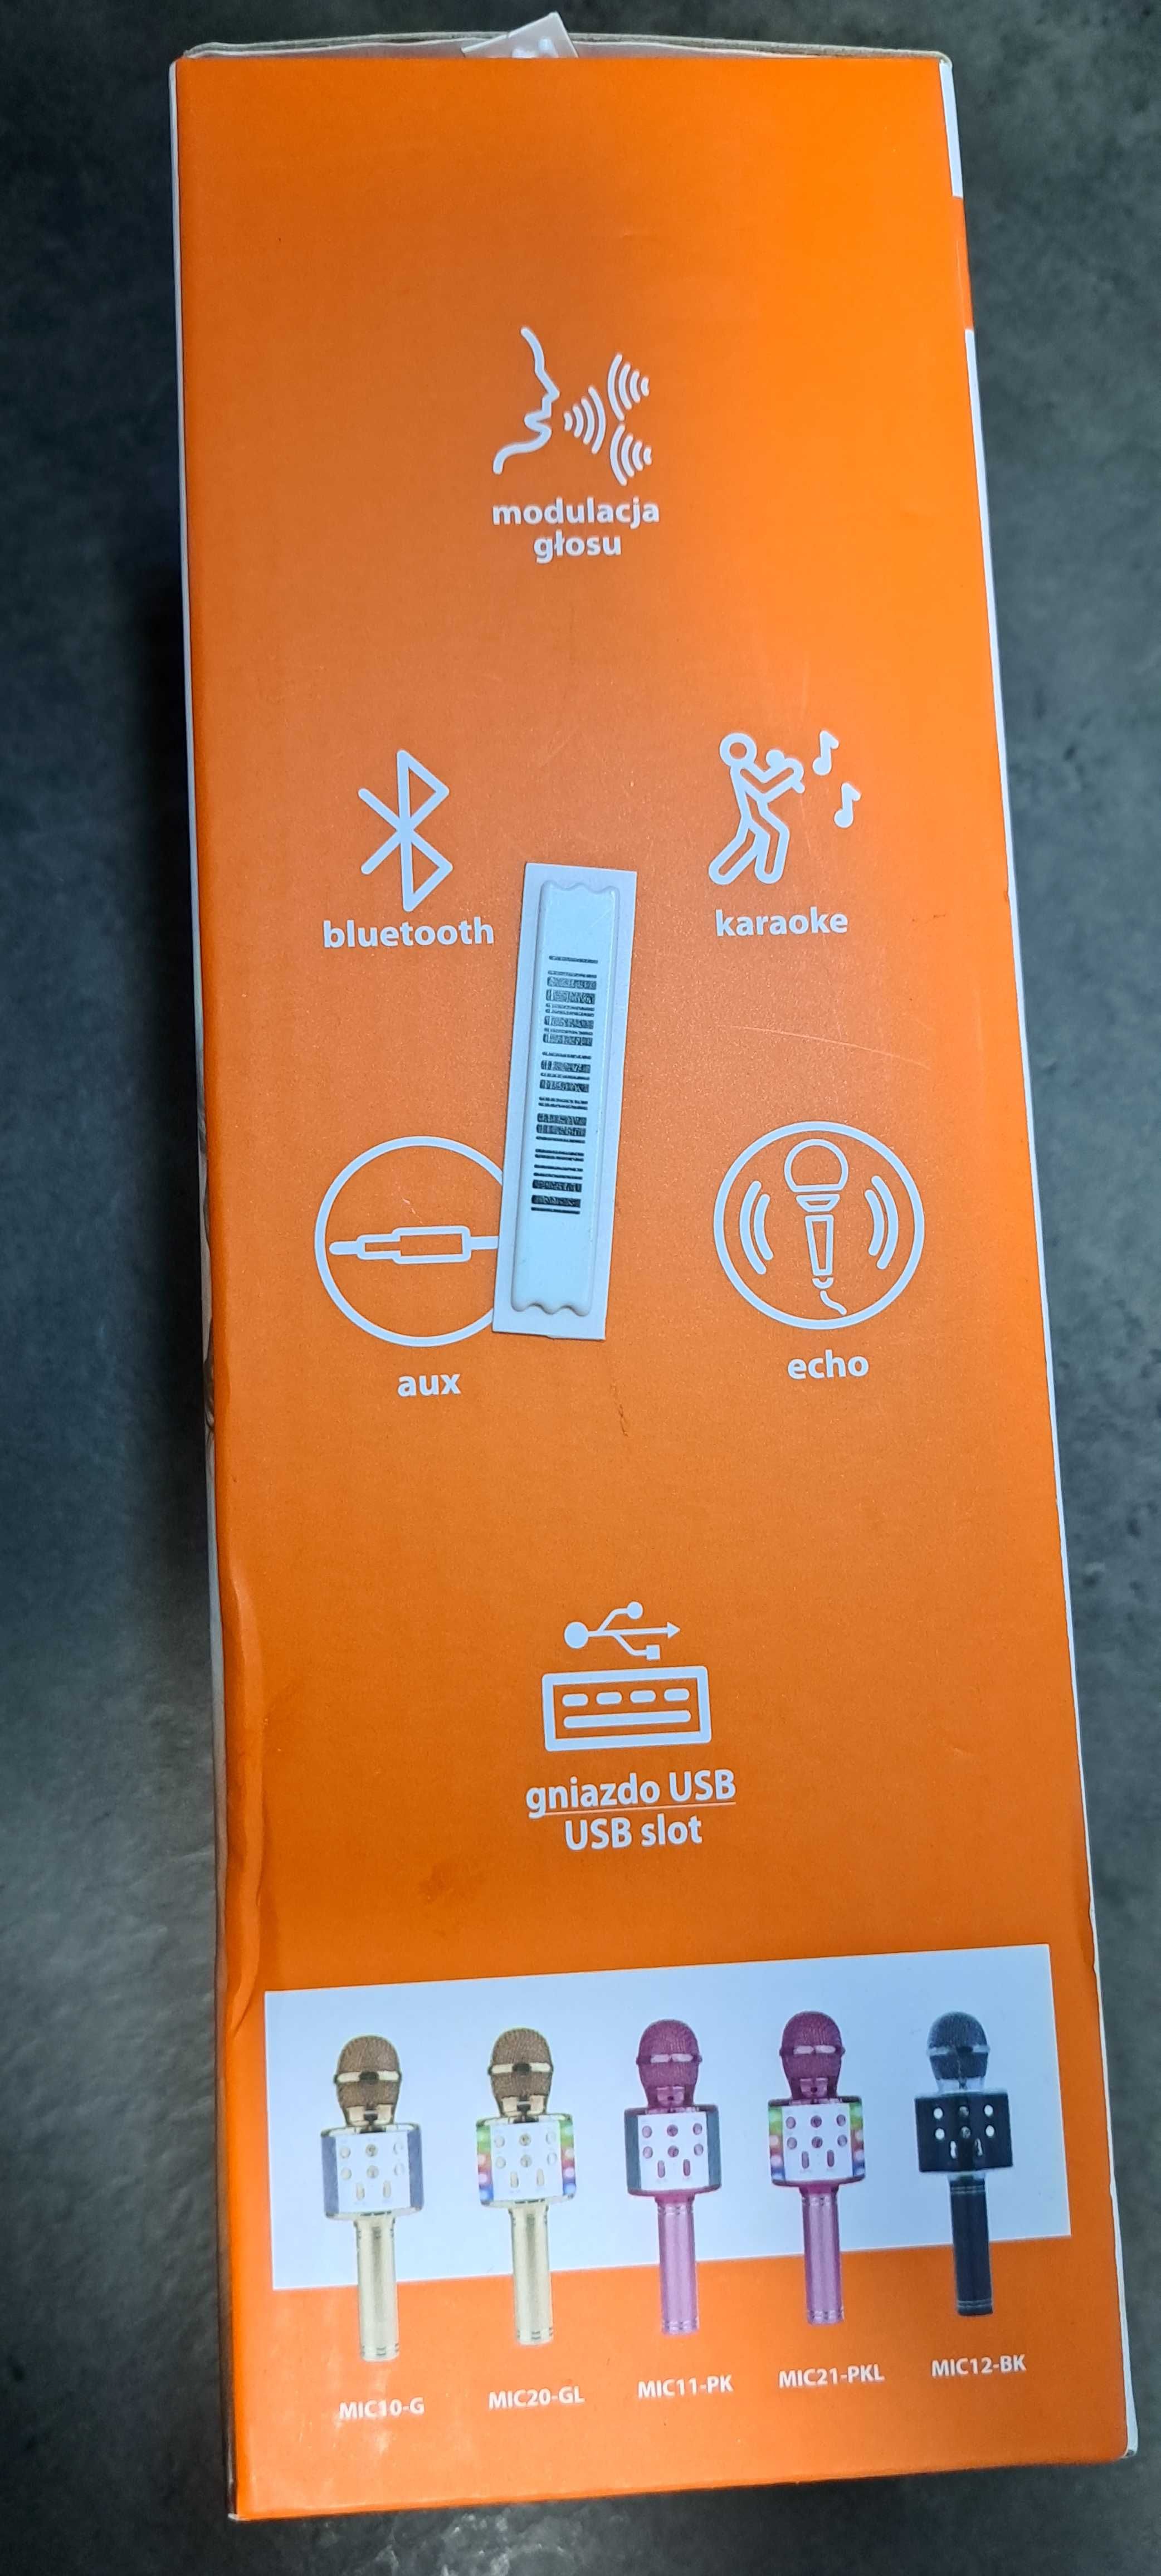 modulacja
głosu
bluetooth
karaoke
aux
echo
gniazdo USB
USB slot
MIC10-G
MIC20-GL
MIC11-PK
MIC21-PKL
MIC12-BK